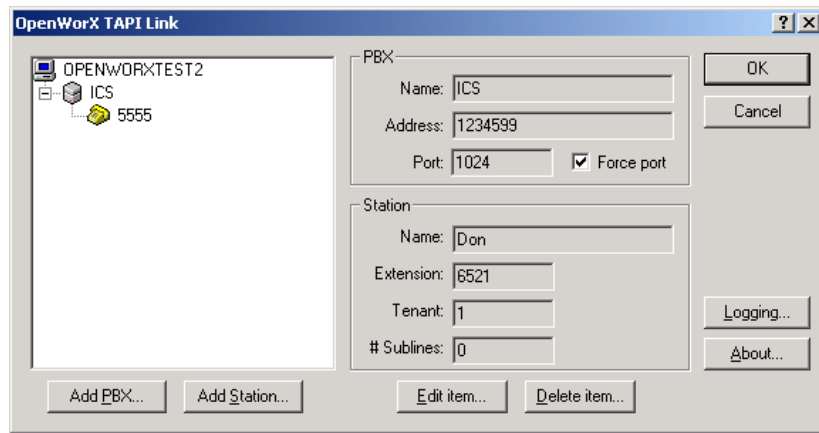 OpenWorX TAPI Link
OPENWORXTEST2
ICS
5555
PBX
Name: ICS
Address: 1234599
Port: 1024 Force port
Station
Name: Don
Extension: 6521
Tenant: 1
# Sublines: 0
OK
Cancel
Logging...
About...
Add PBX... Add Station... Edit item... Delete item...